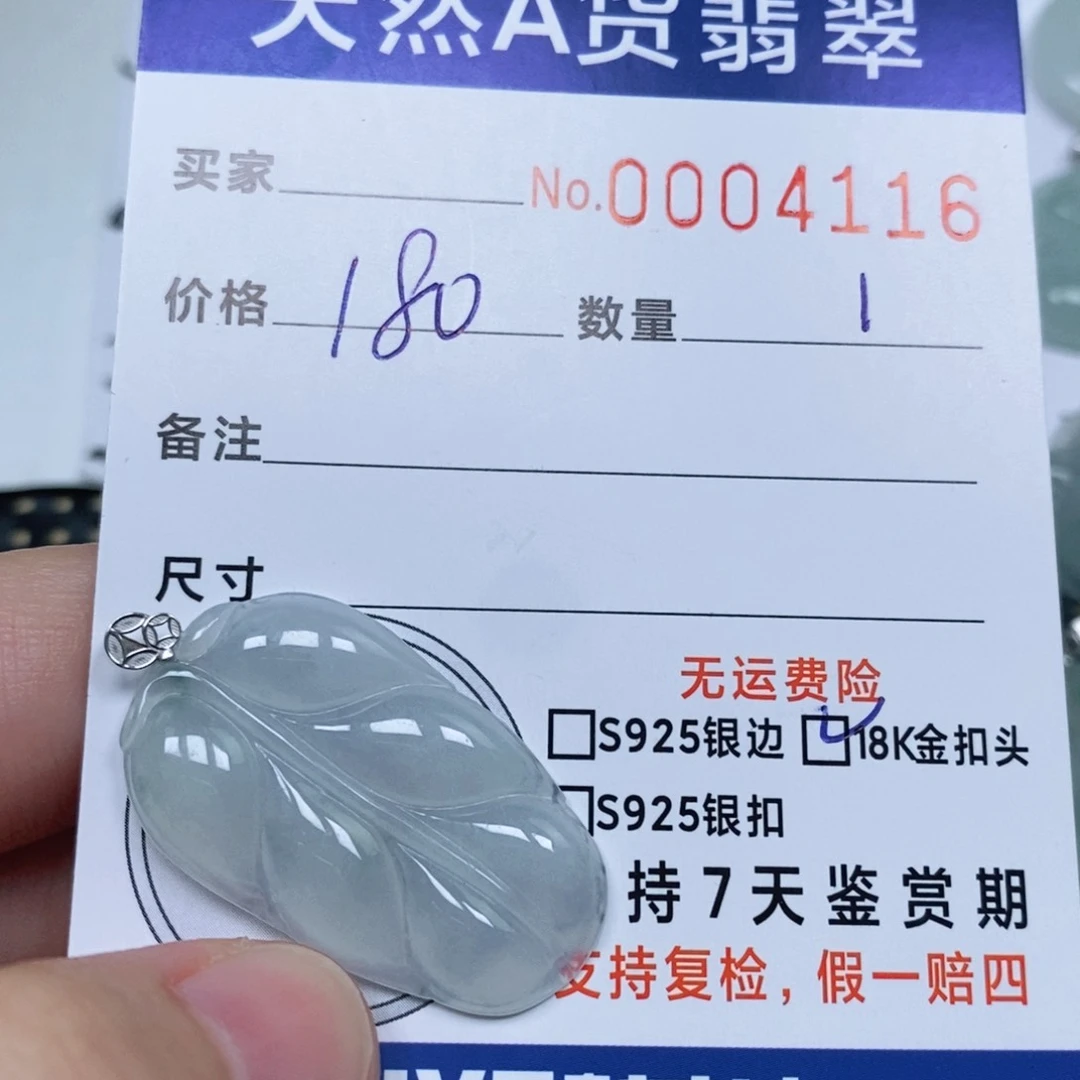 天然A货翡翠
买家 No.0004116
价格 180 数量 1
备注
尺寸
无运费险
S925银边 18K金扣头
S925银扣
持7天鉴赏期
支持复检,假一赔四